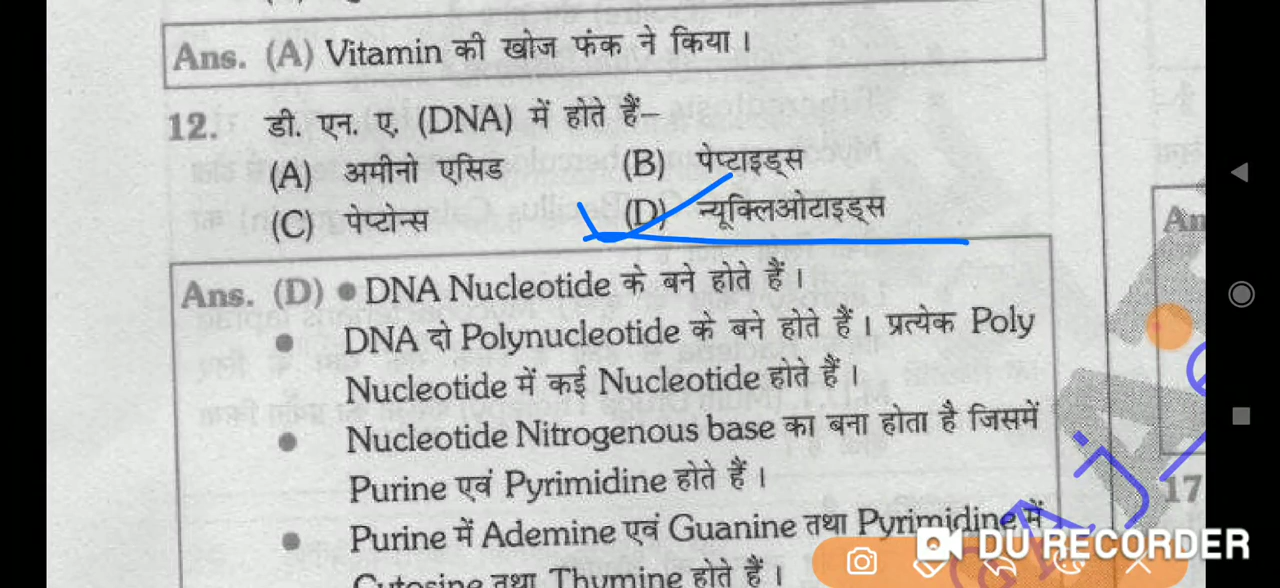 Ans. (A) Vitamin की खोज फंक ने किया ।
12. डी. एन. ए. (DNA) में होते हैं–
(A) अमीनो एसिड (B) पेप्टाइड्स
(C) पेप्टोन्स (D) न्यूक्लिओटाइड्स
Ans. (D) ● DNA Nucleotide के बने होते हैं ।
● DNA दो Polynucleotide के बने होते हैं । प्रत्येक Poly
Nucleotide में कई Nucleotide होते हैं ।
● Nucleotide Nitrogenous base का बना होता है जिसमें
Purine एवं Pyrimidine होते हैं ।
● Purine में Ademine एवं Guanine तथा Pyrimidine में
Cytosine तथा Thymine होते हैं ।
An
17
DU RECORDER